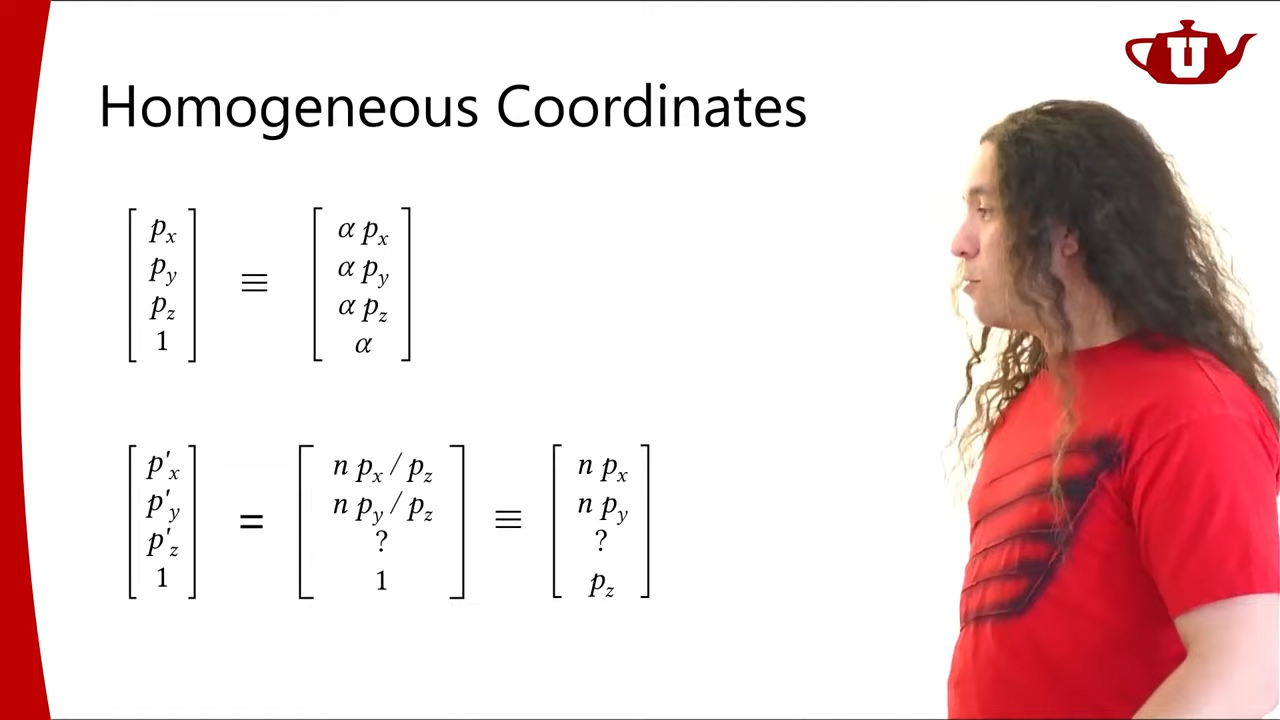 U
Homogeneous Coordinates
[p_x p_y p_z 1] ≡ [α p_x α p_y α p_z α]
[p'_x p'_y p'_z 1] = [n p_x / p_z n p_y / p_z ? 1] ≡ [n p_x n p_y ? p_z]